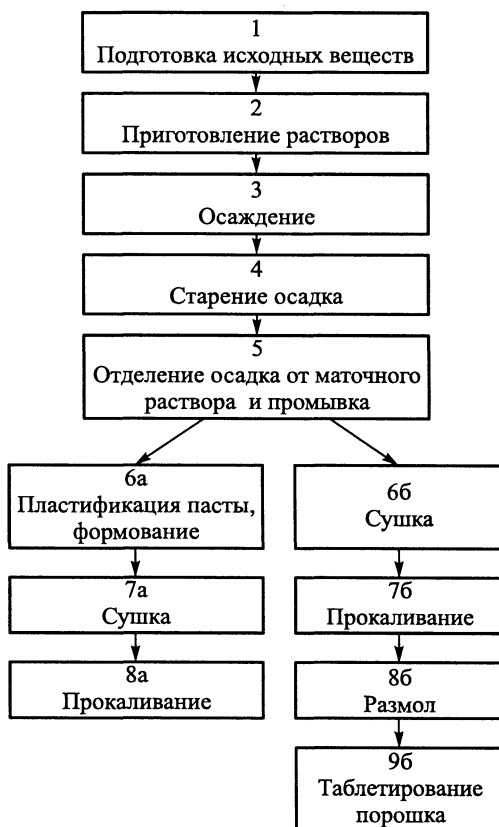 1
Подготовка исходных веществ
2
Приготовление растворов
3
Осаждение
4
Старение осадка
5
Отделение осадка от маточного
раствора и промывка
6а
Пластификация пасты,
формование
7а
Сушка
8а
Прокаливание
6б
Сушка
7б
Прокаливание
8б
Размол
9б
Таблетирование
порошка